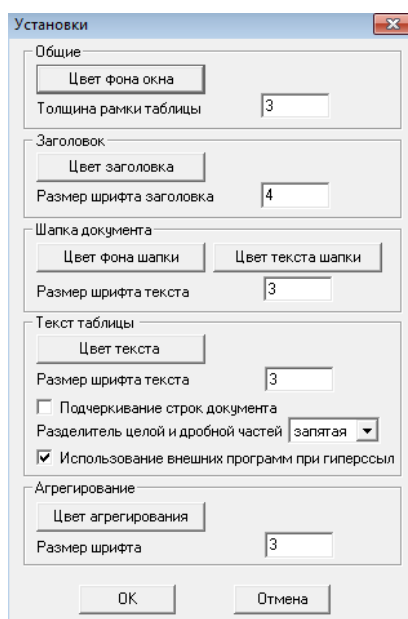 Установки
Общие
Цвет фона окна
Толщина рамки таблицы 3
Заголовок
Цвет заголовка
Размер шрифта заголовка 4
Шапка документа
Цвет фона шапки Цвет текста шапки
Размер шрифта текста 3
Текст таблицы
Цвет текста
Размер шрифта текста 3
Подчеркивание строк документа
Разделитель целой и дробной частей запятая
Использование внешних программ при гиперссыл
Агрегирование
Цвет агрегирования
Размер шрифта 3
OK Отмена